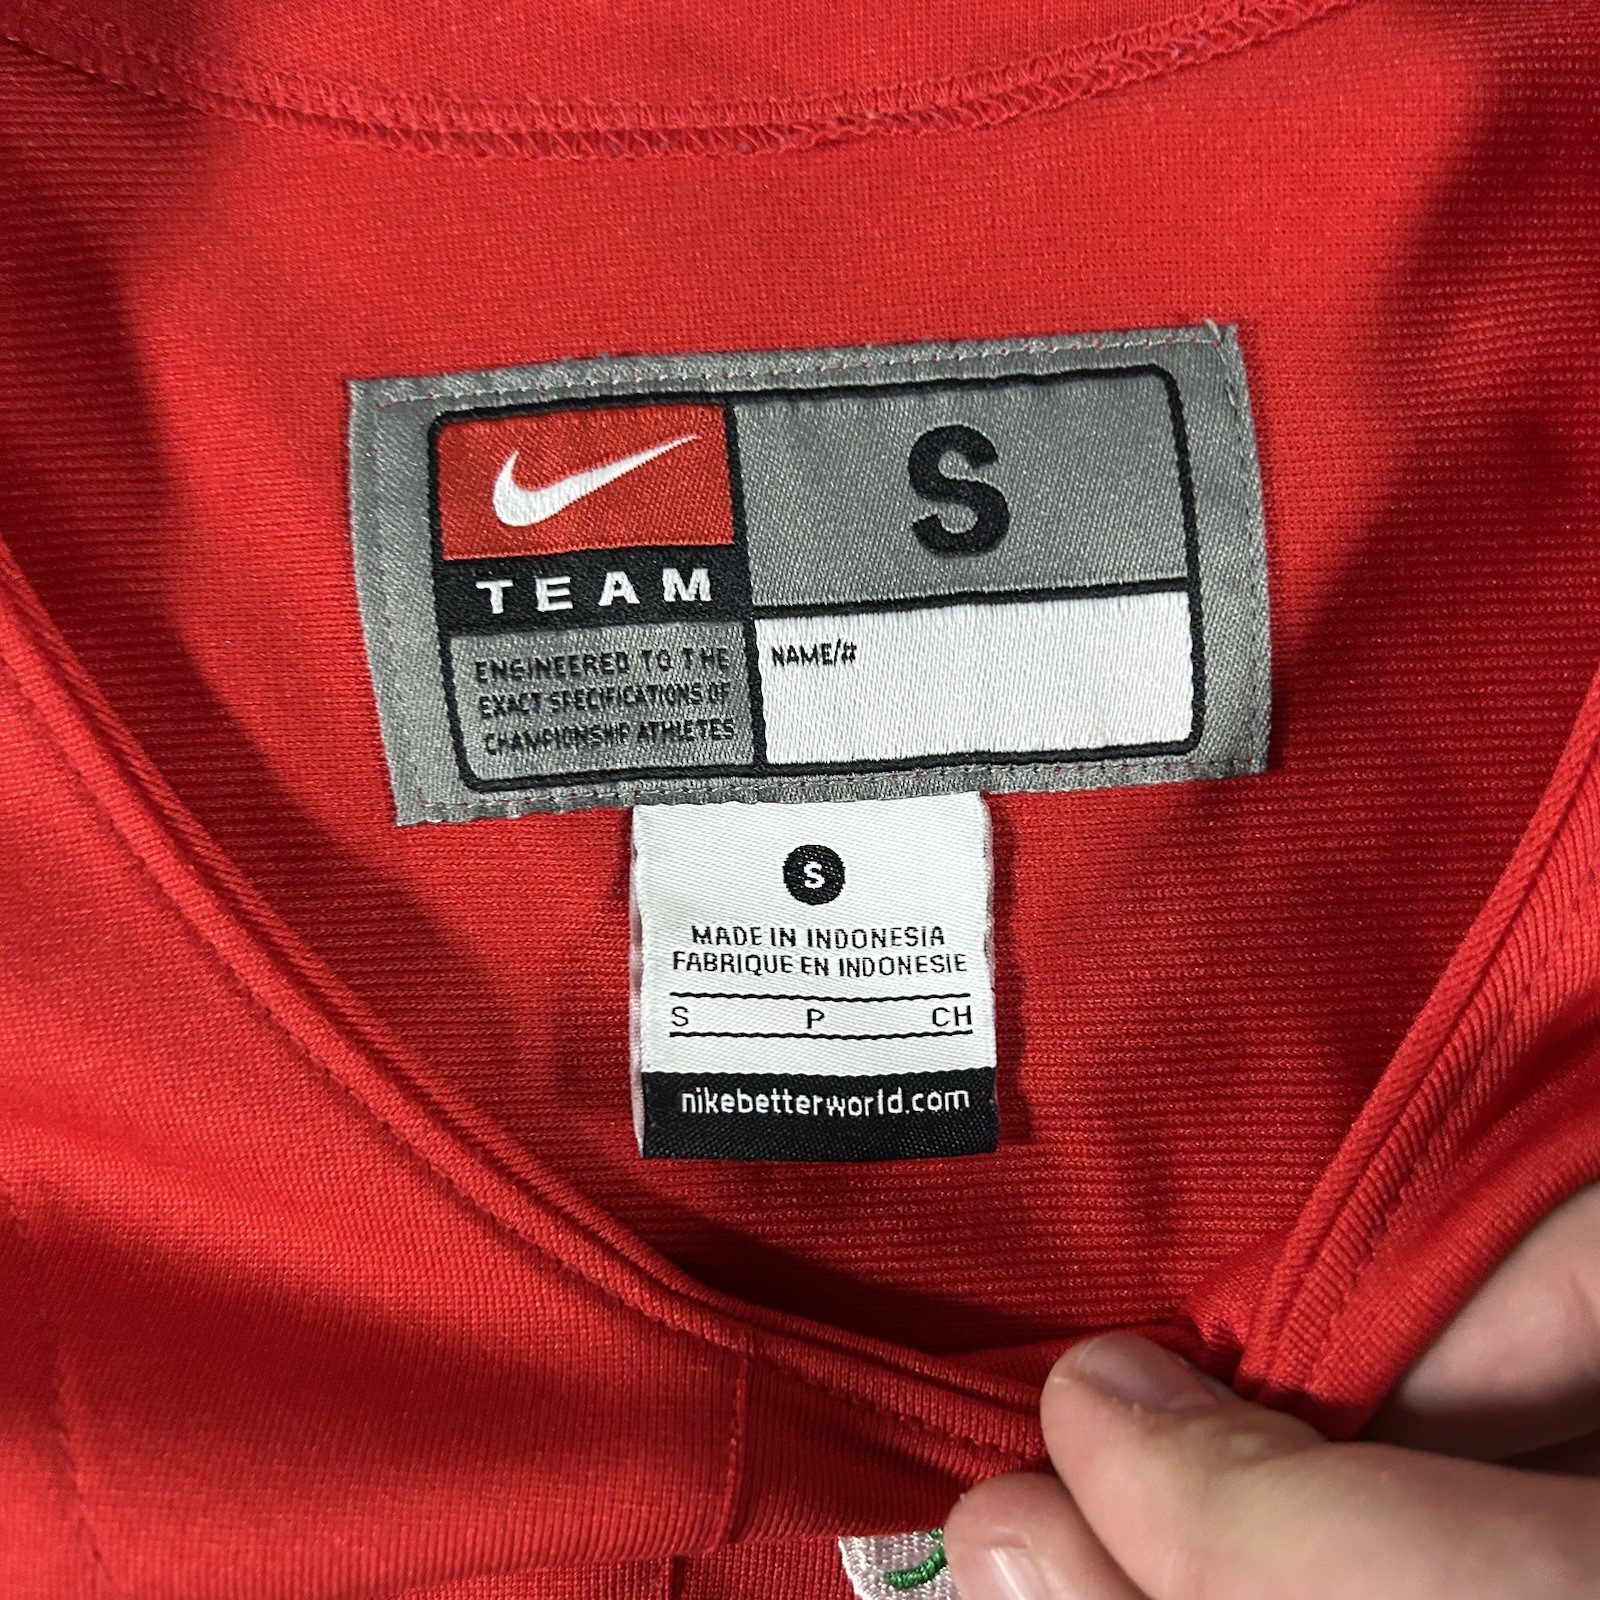 S
TEAM
NAME/#
ENGINEERED TO THE
EXACT SPECIFICATIONS OF
CHAMPIONSHIP ATHLETES
S
MADE IN INDONESIA
FABRIQUE EN INDONESIE
S P CH
nikebetterworld.com